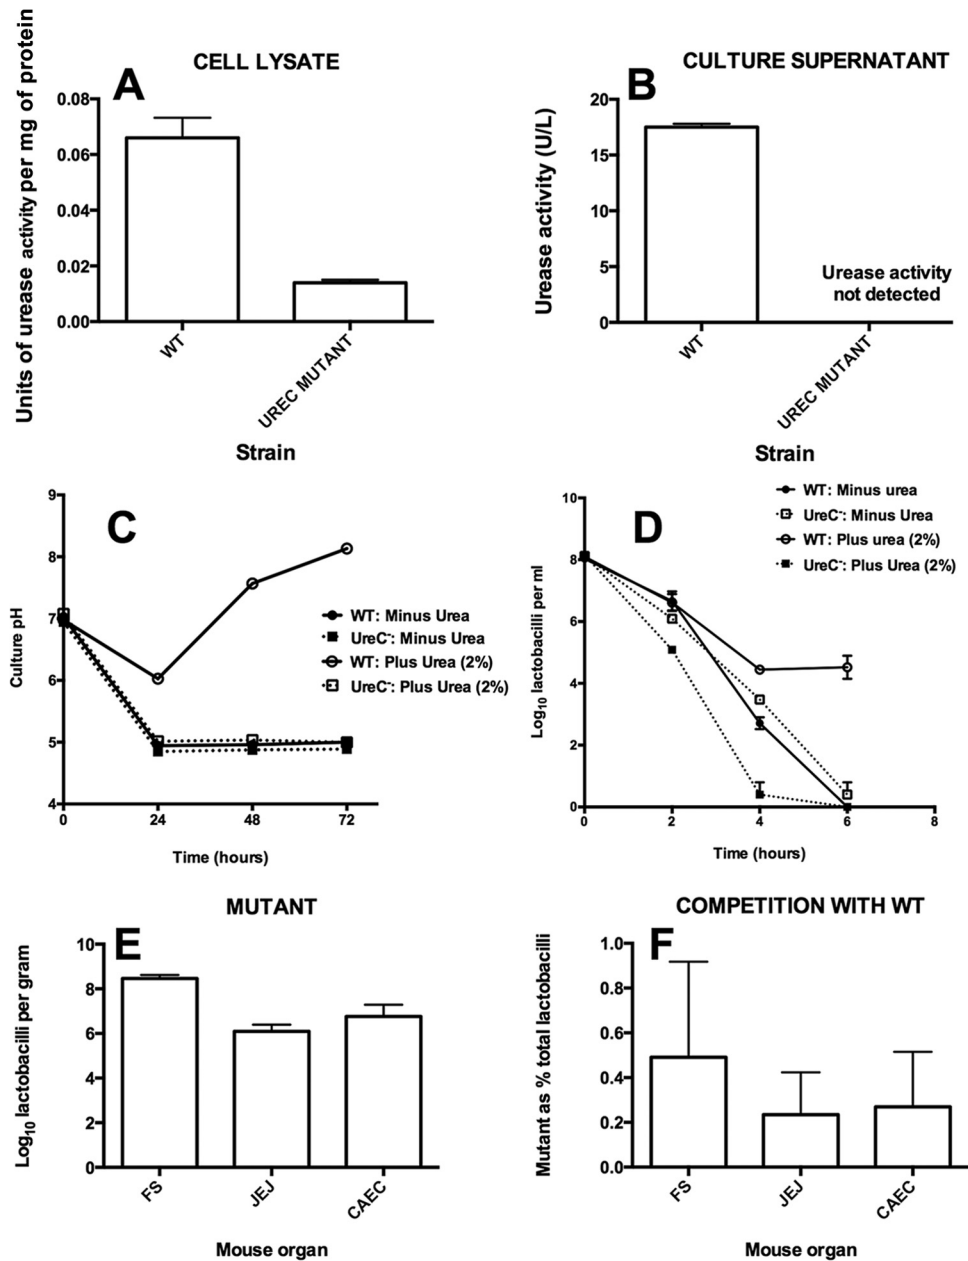 CELL LYSATE
A
Units of urease activity per mg of protein
0.08
0.06
0.04
0.02
0.00
WT
UREC MUTANT
Strain
CULTURE SUPERNATANT
B
Urease activity (U/L)
20
15
10
5
0
Urease activity
not detected
WT
UREC MUTANT
Strain
C
Culture pH
9
8
7
6
5
4
0
24
48
72
Time (hours)
WT: Minus Urea
UreC⁻: Minus Urea
WT: Plus Urea (2%)
UreC⁻: Plus Urea (2%)
D
Log₁₀ lactobacilli per ml
10
8
6
4
2
0
0
2
4
6
8
Time (hours)
WT: Minus urea
UreC⁻: Minus Urea
WT: Plus urea (2%)
UreC⁻: Plus Urea (2%)
MUTANT
E
Log₁₀ lactobacilli per gram
10
8
6
4
2
0
FS
JEJ
CAEC
Mouse organ
COMPETITION WITH WT
F
Mutant as % total lactobacilli
1.0
0.8
0.6
0.4
0.2
0.0
FS
JEJ
CAEC
Mouse organ